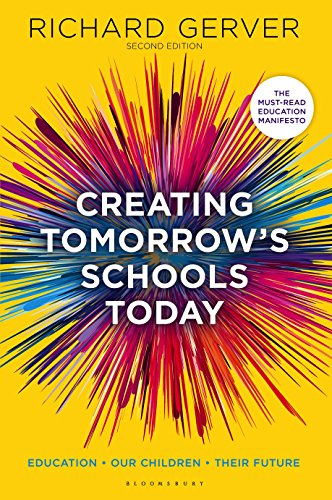 RICHARD GERVER
SECOND EDITION
THE
MUST-READ
EDUCATION
MANIFESTO
CREATING
TOMORROW'S
SCHOOLS
TODAY
EDUCATION • OUR CHILDREN • THEIR FUTURE
BLOOMSBURY